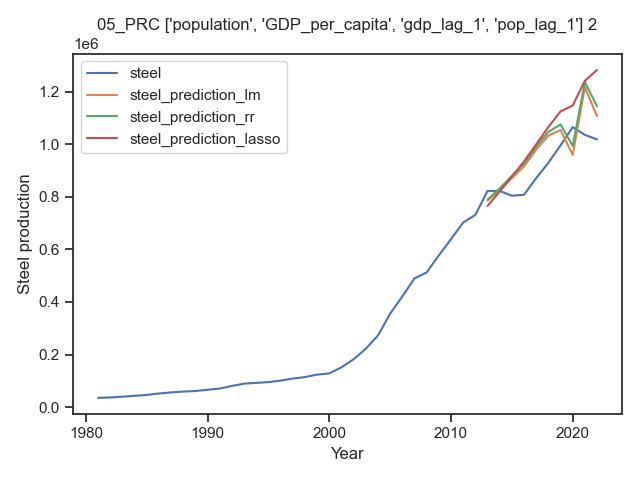 05_PRC ['population', 'GDP_per_capita', 'gdp_lag_1', 'pop_lag_1'] 2
1e6
steel
steel_prediction_lm
steel_prediction_rr
steel_prediction_lasso
1.2
1.0
0.8
0.6
0.4
0.2
0.0
Steel production
1980
1990
2000
2010
2020
Year